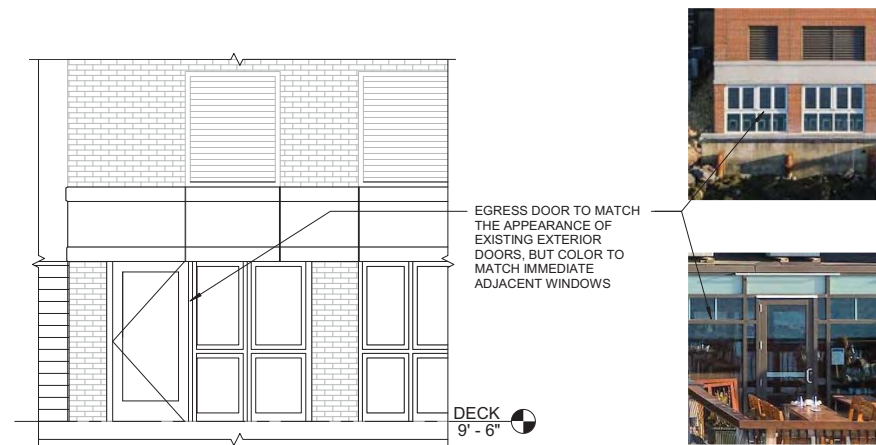 EGRESS DOOR TO MATCH
THE APPEARANCE OF
EXISTING EXTERIOR
DOORS, BUT COLOR TO
MATCH IMMEDIATE
ADJACENT WINDOWS
DECK
9' - 6"